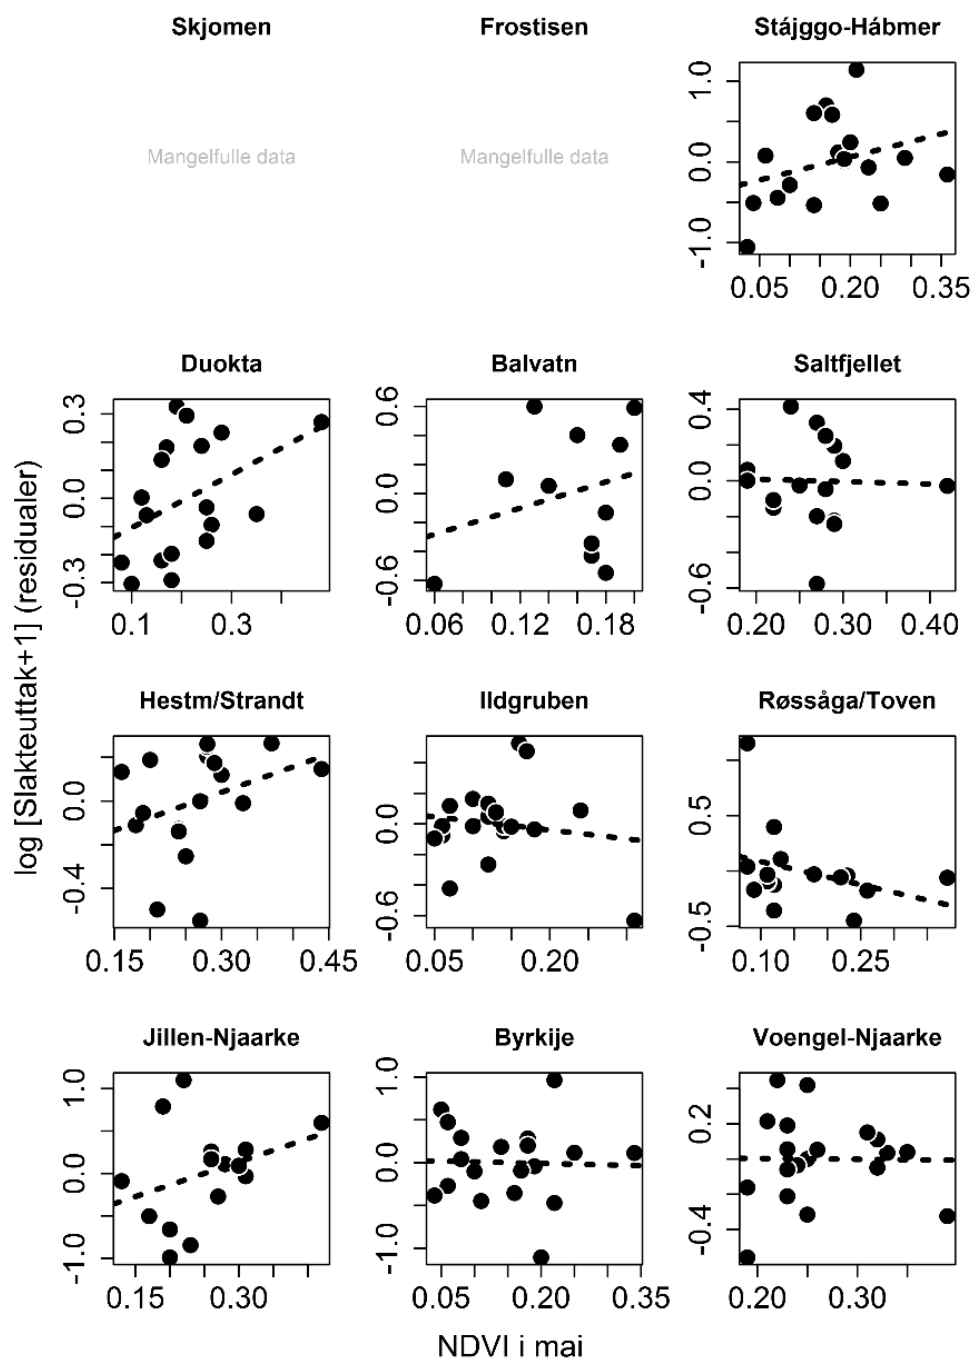 Skjomen
Frostisen
Stájggo-Hábmer
Mangelfulle data
Mangelfulle data
1.0
0.0
-1.0
0.05 0.20 0.35
Duokta
Balvatn
Saltfjellet
0.3
0.0
-0.3
0.1 0.3
0.6
0.0
-0.6
0.06 0.12 0.18
0.4
0.0
-0.6
0.20 0.30 0.40
log [Slakteuttak+1] (residualer)
Hestm/Strandt
Ildgruben
Røssåga/Toven
0.0
-0.4
0.15 0.30 0.45
0.0
-0.6
0.05 0.20
0.5
-0.5
0.10 0.25
Jillen-Njaarke
Byrkije
Voengel-Njaarke
1.0
0.0
-1.0
0.15 0.30
1.0
0.0
-1.0
0.05 0.15 0.25 0.35
0.2
-0.4
0.20 0.30
NDVI i mai